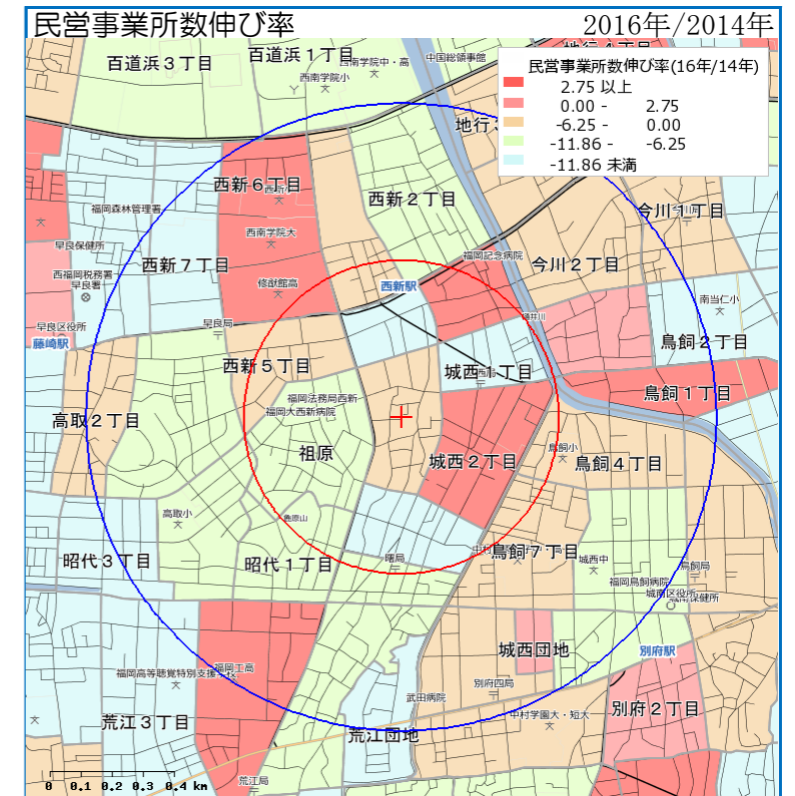 民営事業所数伸び率
2016年/2014年
民営事業所数伸び率(16年/14年)
2.75 以上
0.00 - 2.75
-6.25 - 0.00
-11.86 - -6.25
-11.86 未満
百道浜3丁目
百道浜1丁目
西南学院中・高
西南学院小
中国総領事館
地行4丁目
西新6丁目
西新2丁目
今川1丁目
福岡森林管理署
早良保健所
西南学院大
西新7丁目
福岡記念病院
今川2丁目
西福岡税務署
早良署
修猷館高
西新駅
南当仁小
早良区役所
早良局
藤崎駅
鳥飼2丁目
西新5丁目
城西1丁目
鳥飼1丁目
福岡法務局西新
福岡大西新病院
高取2丁目
祖原
城西2丁目
鳥飼小
鳥飼4丁目
高取小
昭代3丁目
昭代1丁目
曙局
鳥飼7丁目
城西中
鳥飼局
福岡鳥飼病院
城南区役所
城西団地
別府駅
福岡工高
福岡高等聴覚特別支援学校
別府四局
武田病院
中村学園大・短大
別府2丁目
荒江3丁目
荒江団地
荒江局
0 0.1 0.2 0.3 0.4 km